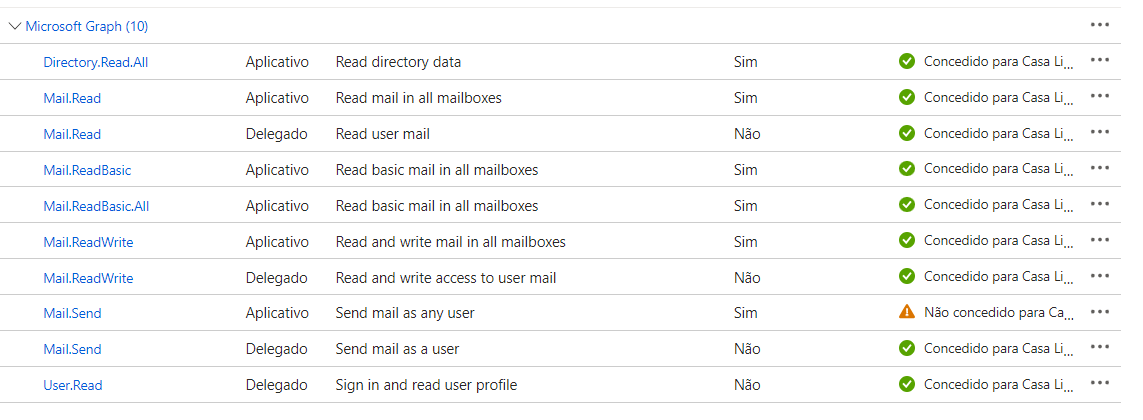 Microsoft Graph (10)
Directory.Read.All Aplicativo Read directory data Sim Concedido para Casa Li...
Mail.Read Aplicativo Read mail in all mailboxes Sim Concedido para Casa Li...
Mail.Read Delegado Read user mail Não Concedido para Casa Li...
Mail.ReadBasic Aplicativo Read basic mail in all mailboxes Sim Concedido para Casa Li...
Mail.ReadBasic.All Aplicativo Read basic mail in all mailboxes Sim Concedido para Casa Li...
Mail.ReadWrite Aplicativo Read and write mail in all mailboxes Sim Concedido para Casa Li...
Mail.ReadWrite Delegado Read and write access to user mail Não Concedido para Casa Li...
Mail.Send Aplicativo Send mail as any user Sim Não concedido para Ca...
Mail.Send Delegado Send mail as a user Não Concedido para Casa Li...
User.Read Delegado Sign in and read user profile Não Concedido para Casa Li...